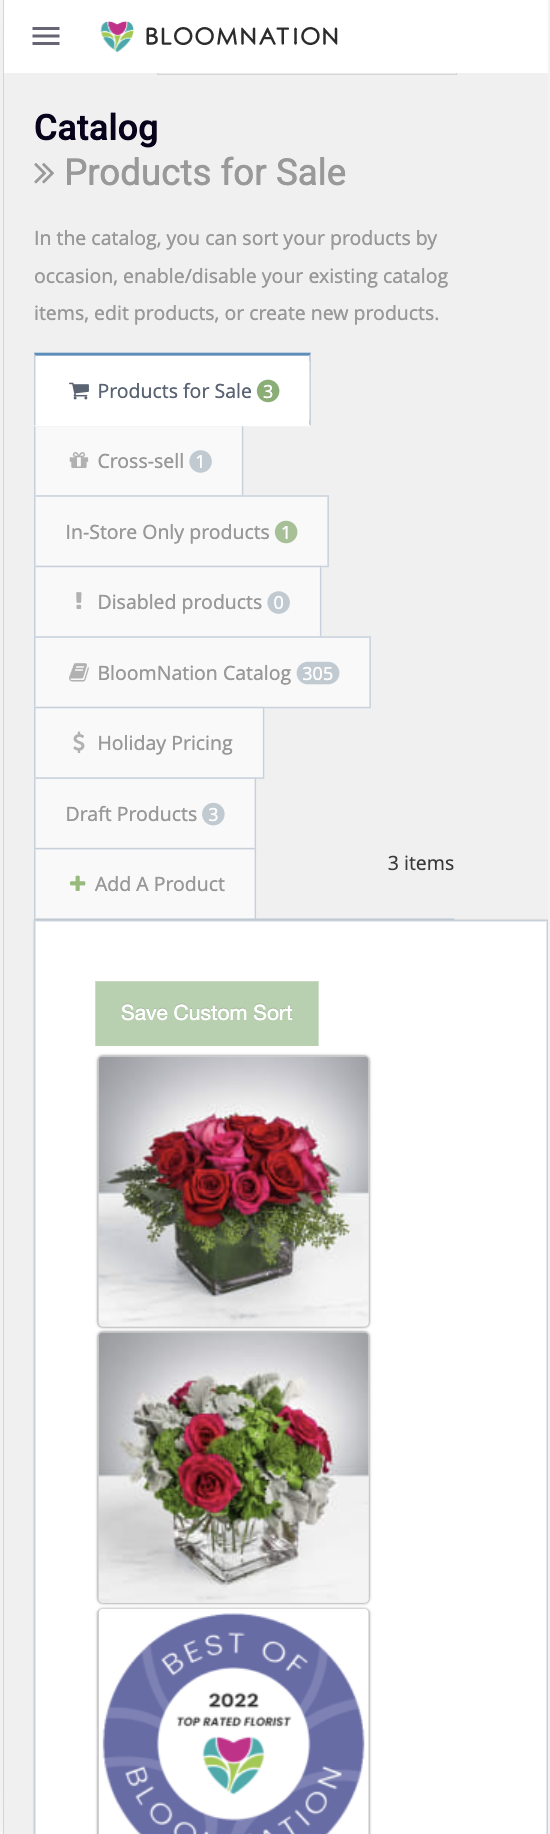 BLOOMNATION
Catalog
» Products for Sale
In the catalog, you can sort your products by
occasion, enable/disable your existing catalog
items, edit products, or create new products.
Products for Sale 3
Cross-sell 1
In-Store Only products 1
! Disabled products 0
BloomNation Catalog 305
$ Holiday Pricing
Draft Products 3
3 items
+ Add A Product
Save Custom Sort
BEST OF
2022
TOP RATED FLORIST
BLOOMNATION